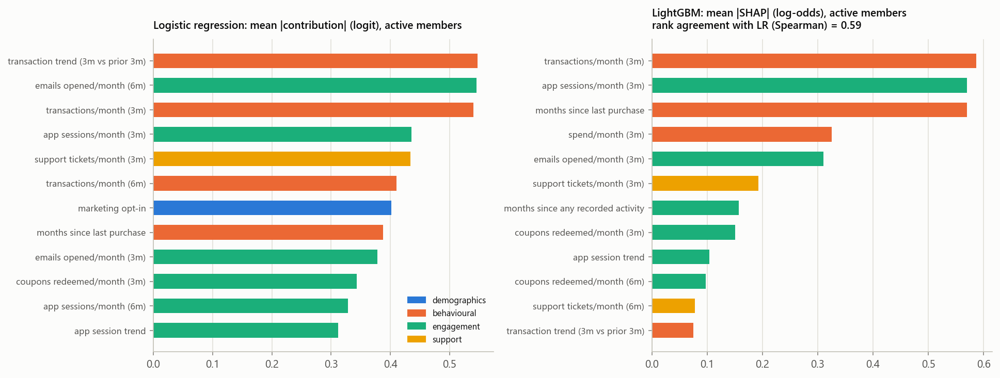 Logistic regression: mean |contribution| (logit), active members
transaction trend (3m vs prior 3m)
emails opened/month (6m)
transactions/month (3m)
app sessions/month (3m)
support tickets/month (3m)
transactions/month (6m)
marketing opt-in
months since last purchase
emails opened/month (3m)
coupons redeemed/month (3m)
app sessions/month (6m)
app session trend
demographics
behavioural
engagement
support
0.0 0.1 0.2 0.3 0.4 0.5
LightGBM: mean |SHAP| (log-odds), active members
rank agreement with LR (Spearman) = 0.59
transactions/month (3m)
app sessions/month (3m)
months since last purchase
spend/month (3m)
emails opened/month (3m)
support tickets/month (3m)
months since any recorded activity
coupons redeemed/month (3m)
app session trend
coupons redeemed/month (6m)
support tickets/month (6m)
transaction trend (3m vs prior 3m)
0.0 0.1 0.2 0.3 0.4 0.5 0.6